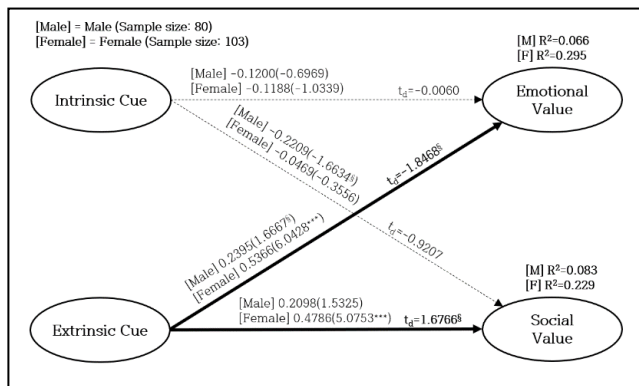 [Male] = Male (Sample size: 80)
[Female] = Female (Sample size: 103)
[M] R²=0.066
[F] R²=0.295
Intrinsic Cue
[Male] -0.1200(-0.6969)
[Female] -0.1188(-1.0339)
t_d=-0.0060
Emotional
Value
[Male] -0.2209(-1.6634§)
[Female] -0.0469(-0.3556)
t_d=-0.9207
t_d=-1.8468§
[Male] 0.2395(1.6667§)
[Female] 0.5366(6.0428***)
[M] R²=0.083
[F] R²=0.229
Extrinsic Cue
[Male] 0.2098(1.5325)
[Female] 0.4786(5.0753***)
t_d=1.6766§
Social
Value